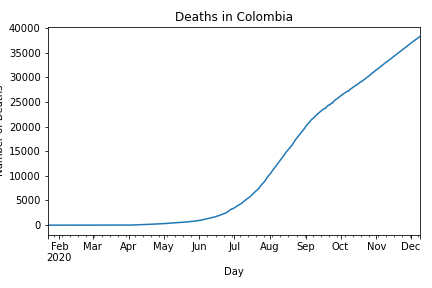 Deaths in Colombia
40000
35000
30000
25000
20000
15000
10000
5000
0
Number of Deaths
Feb Mar Apr May Jun Jul Aug Sep Oct Nov Dec
2020
Day